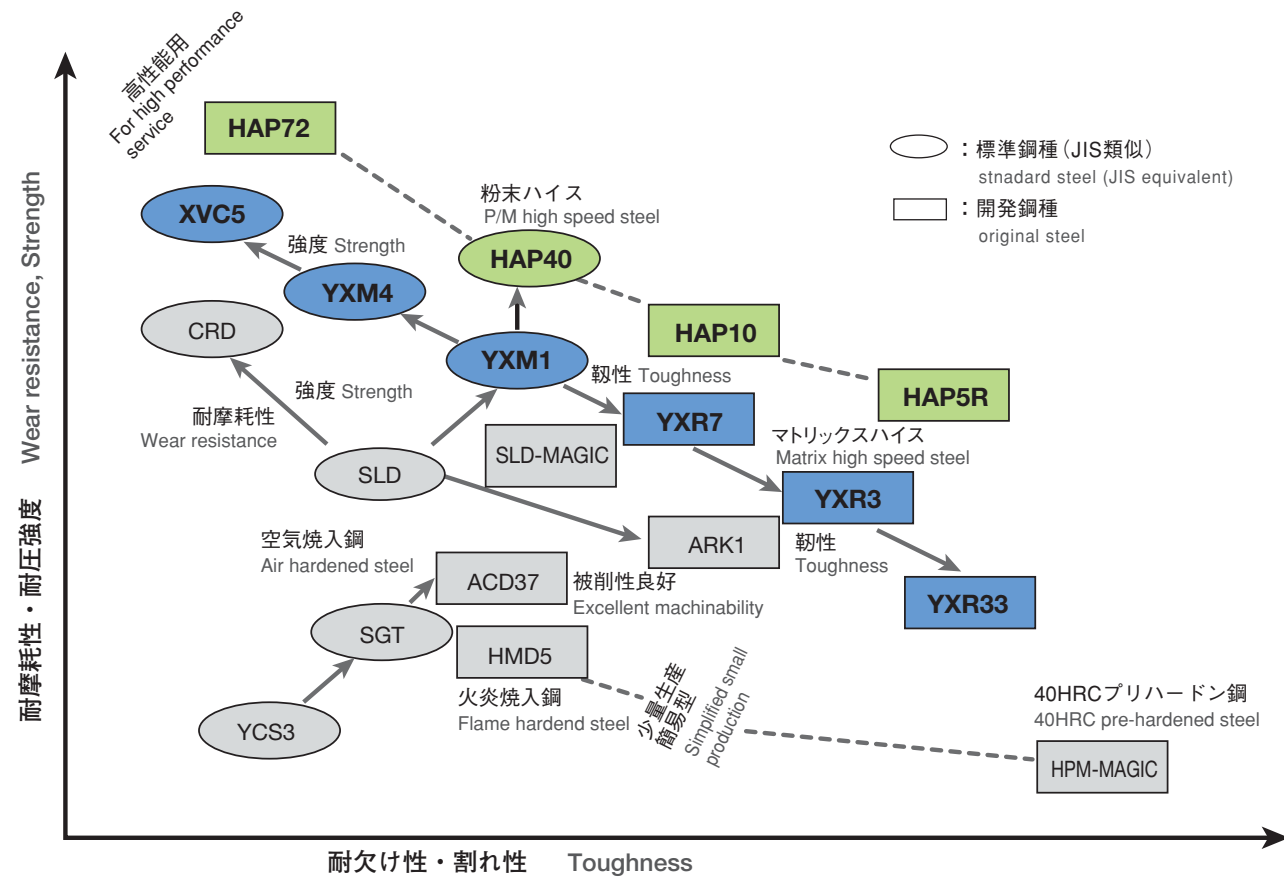 高性能用
For high performance
service
HAP72
：標準鋼種（JIS類似）
stnadard steel (JIS equivalent)
：開発鋼種
original steel
粉末ハイス
P/M high speed steel
XVC5
強度 Strength
HAP40
YXM4
CRD
HAP10
YXM1
靭性 Toughness
HAP5R
強度 Strength
耐摩耗性
Wear resistance
YXR7
マトリックスハイス
Matrix high speed steel
SLD-MAGIC
SLD
YXR3
空気焼入鋼
Air hardened steel
ARK1
靭性
Toughness
ACD37
被削性良好
Excellent machinability
YXR33
SGT
HMD5
火炎焼入鋼
Flame hardend steel
少量生産
簡易型
Simplified small
production
YCS3
40HRCプリハードン鋼
40HRC pre-hardened steel
HPM-MAGIC
耐摩耗性・耐圧強度 Wear resistance, Strength
耐欠け性・割れ性 Toughness